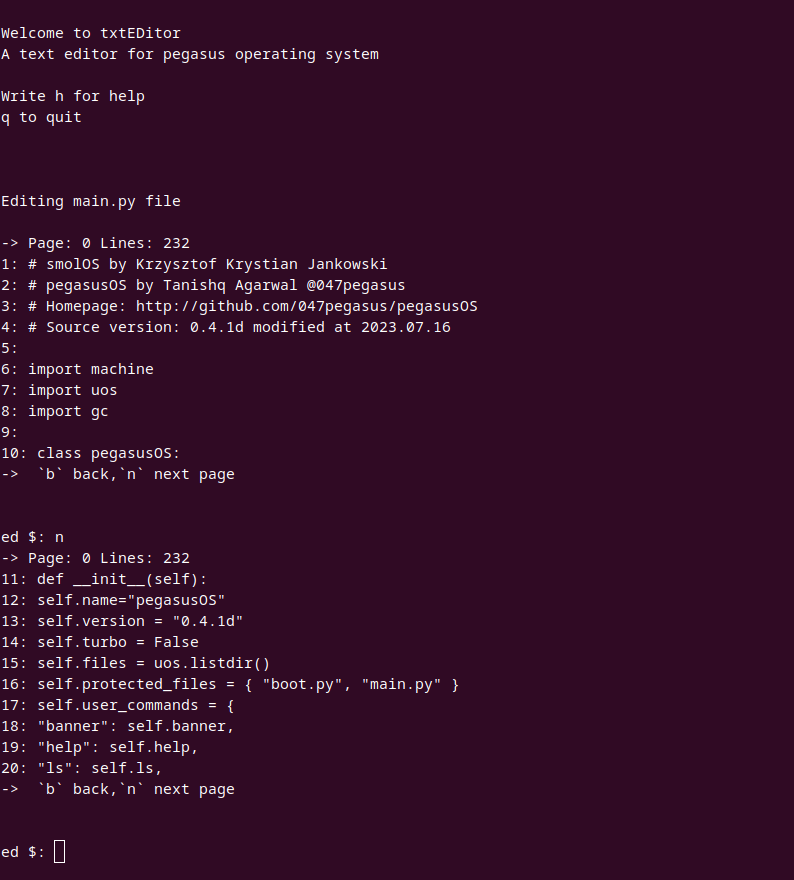 Welcome to txtEDitor
A text editor for pegasus operating system
Write h for help
q to quit
Editing main.py file
-> Page: 0 Lines: 232
1: # smolOS by Krzysztof Krystian Jankowski
2: # pegasusOS by Tanishq Agarwal @047pegasus
3: # Homepage: http://github.com/047pegasus/pegasusOS
4: # Source version: 0.4.1d modified at 2023.07.16
5:
6: import machine
7: import uos
8: import gc
9:
10: class pegasusOS:
->  `b` back,`n` next page
ed $: n
-> Page: 0 Lines: 232
11: def __init__(self):
12: self.name="pegasusOS"
13: self.version = "0.4.1d"
14: self.turbo = False
15: self.files = uos.listdir()
16: self.protected_files = { "boot.py", "main.py" }
17: self.user_commands = {
18: "banner": self.banner,
19: "help": self.help,
20: "ls": self.ls,
->  `b` back,`n` next page
ed $: